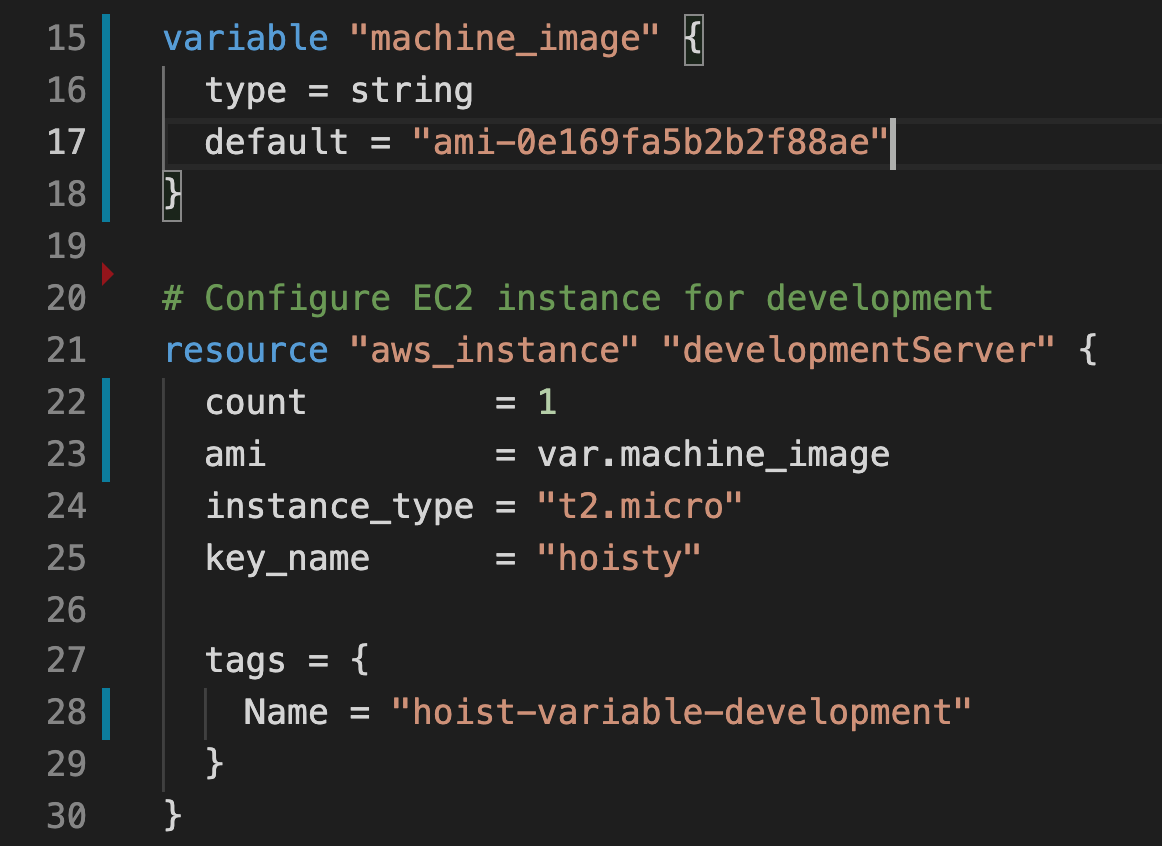 15 variable "machine_image" {
16   type = string
17   default = "ami-0e169fa5b2b2f88ae"
18 }
19
20 # Configure EC2 instance for development
21 resource "aws_instance" "developmentServer" {
22   count         = 1
23   ami           = var.machine_image
24   instance_type = "t2.micro"
25   key_name      = "hoisty"
26
27   tags = {
28     Name = "hoist-variable-development"
29   }
30 }